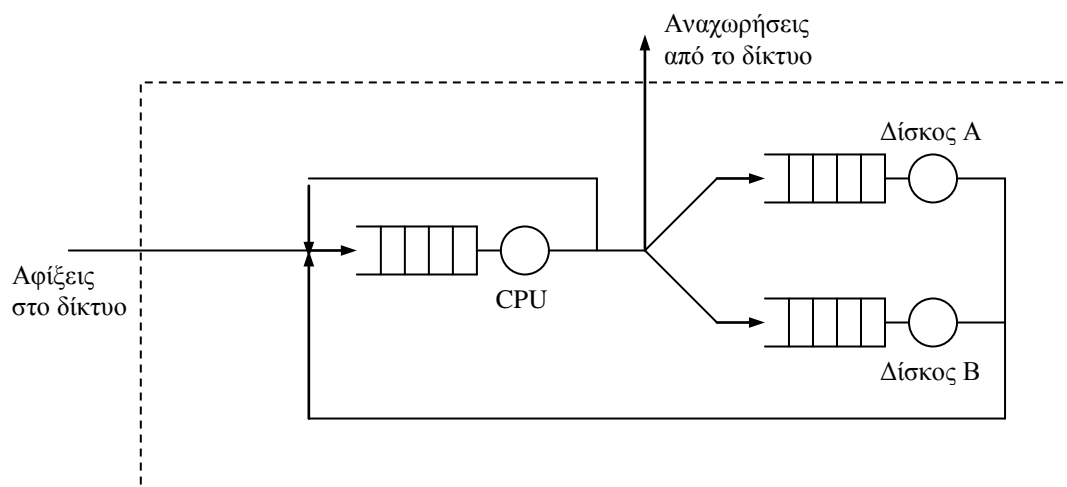 Αναχωρήσεις
από το δίκτυο
Δίσκος Α
Αφίξεις
στο δίκτυο
CPU
Δίσκος Β